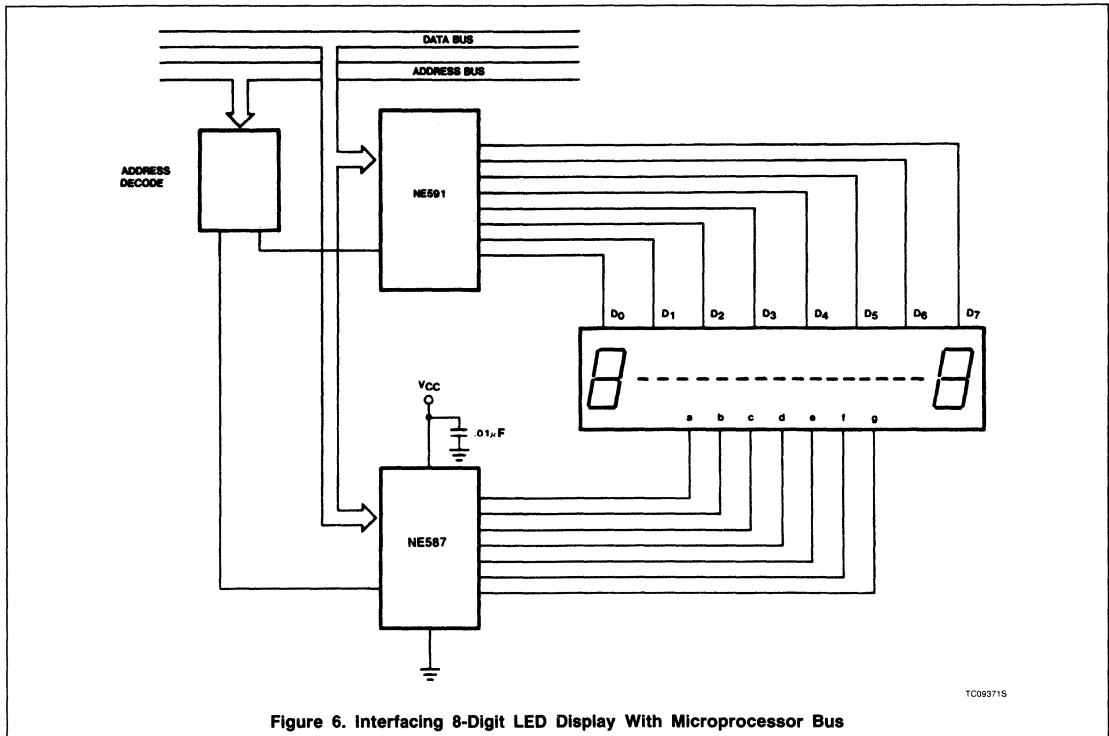 DATA BUS
ADDRESS BUS
ADDRESS
DECODE
NE591
D0 D1 D2 D3 D4 D5 D6 D7
a b c d e f g
VCC
.01µF
NE587
TC09371S
Figure 6. Interfacing 8-Digit LED Display With Microprocessor Bus